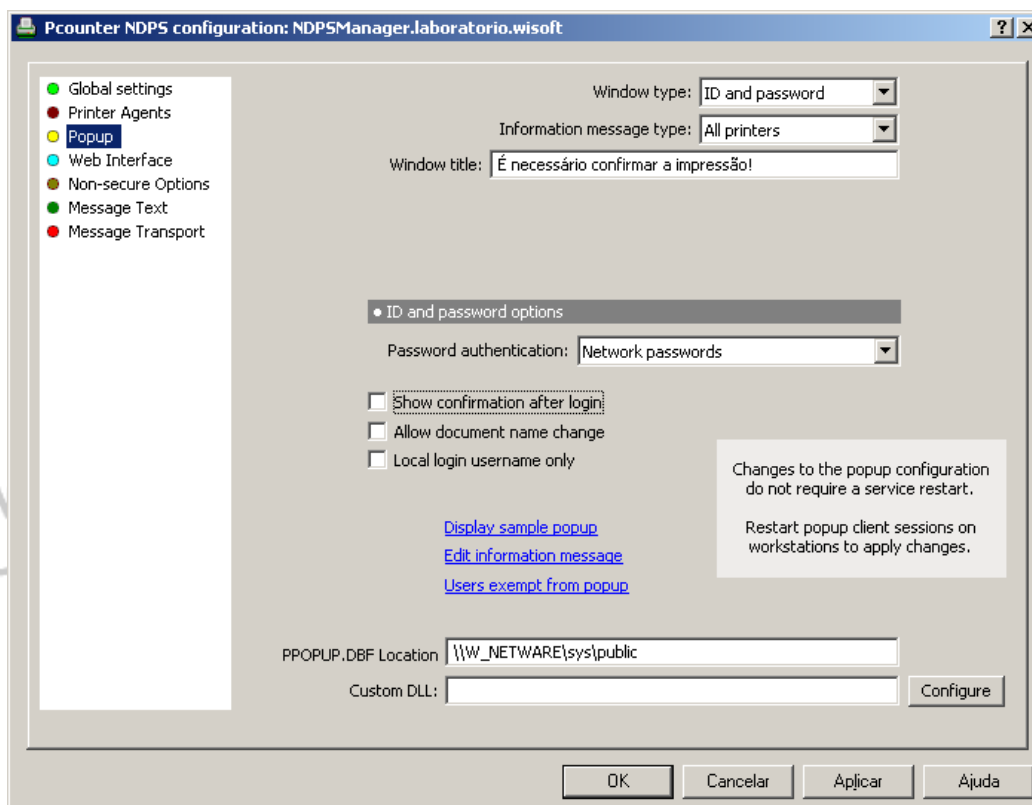 Pcounter NDPS configuration: NDPSManager.laboratorio.wisoft
Global settings
Printer Agents
Popup
Web Interface
Non-secure Options
Message Text
Message Transport
Window type: ID and password
Information message type: All printers
Window title: É necessário confirmar a impressão!
ID and password options
Password authentication: Network passwords
Show confirmation after login
Allow document name change
Local login username only
Changes to the popup configuration
do not require a service restart.
Restart popup client sessions on
workstations to apply changes.
Display sample popup
Edit information message
Users exempt from popup
PPOPUP.DBF Location \\W_NETWARE\sys\public
Custom DLL: Configure
OK Cancelar Aplicar Ajuda